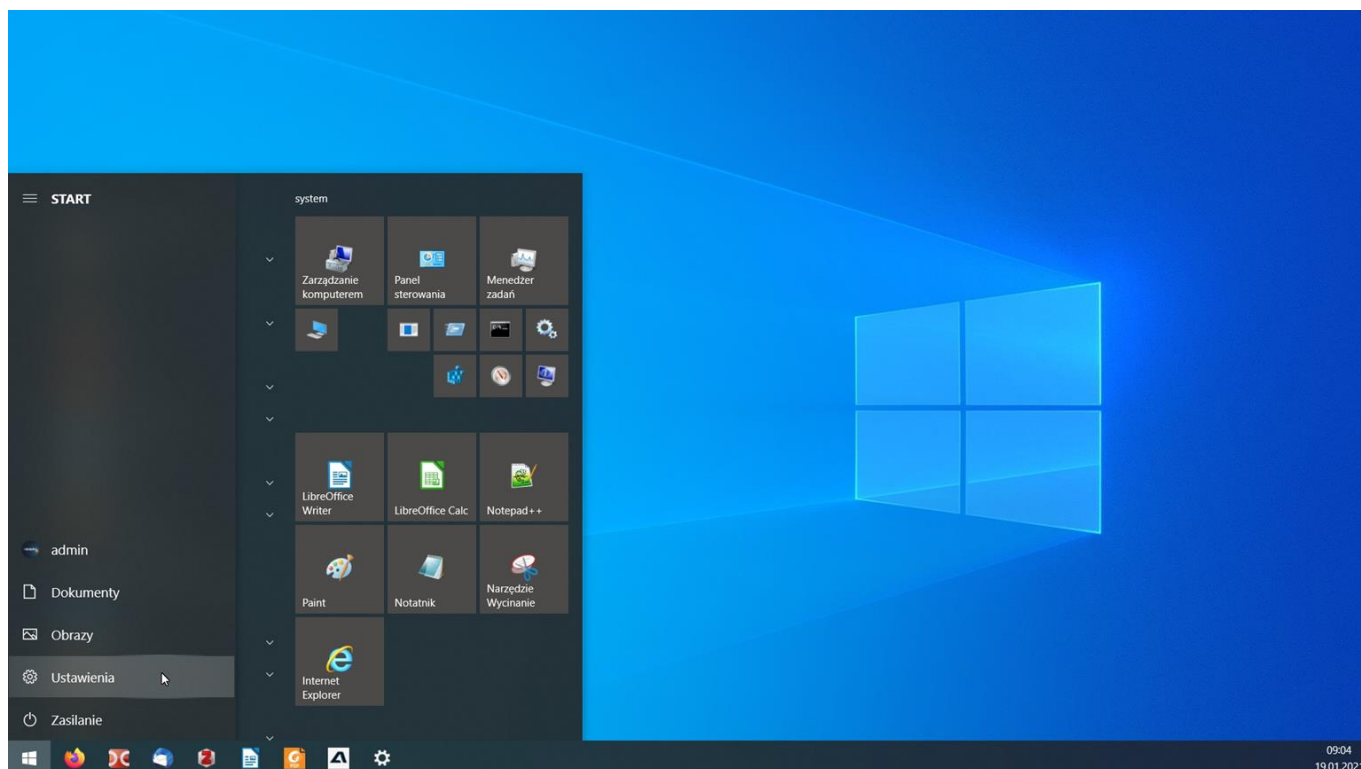 START
system
Zarządzanie
komputerem
Panel
sterowania
Menedżer
zadań
LibreOffice
Writer
LibreOffice Calc
Notepad++
admin
Dokumenty
Paint
Notatnik
Narzędzie
Wycinanie
Obrazy
Ustawienia
Internet
Explorer
Zasilanie
09:04